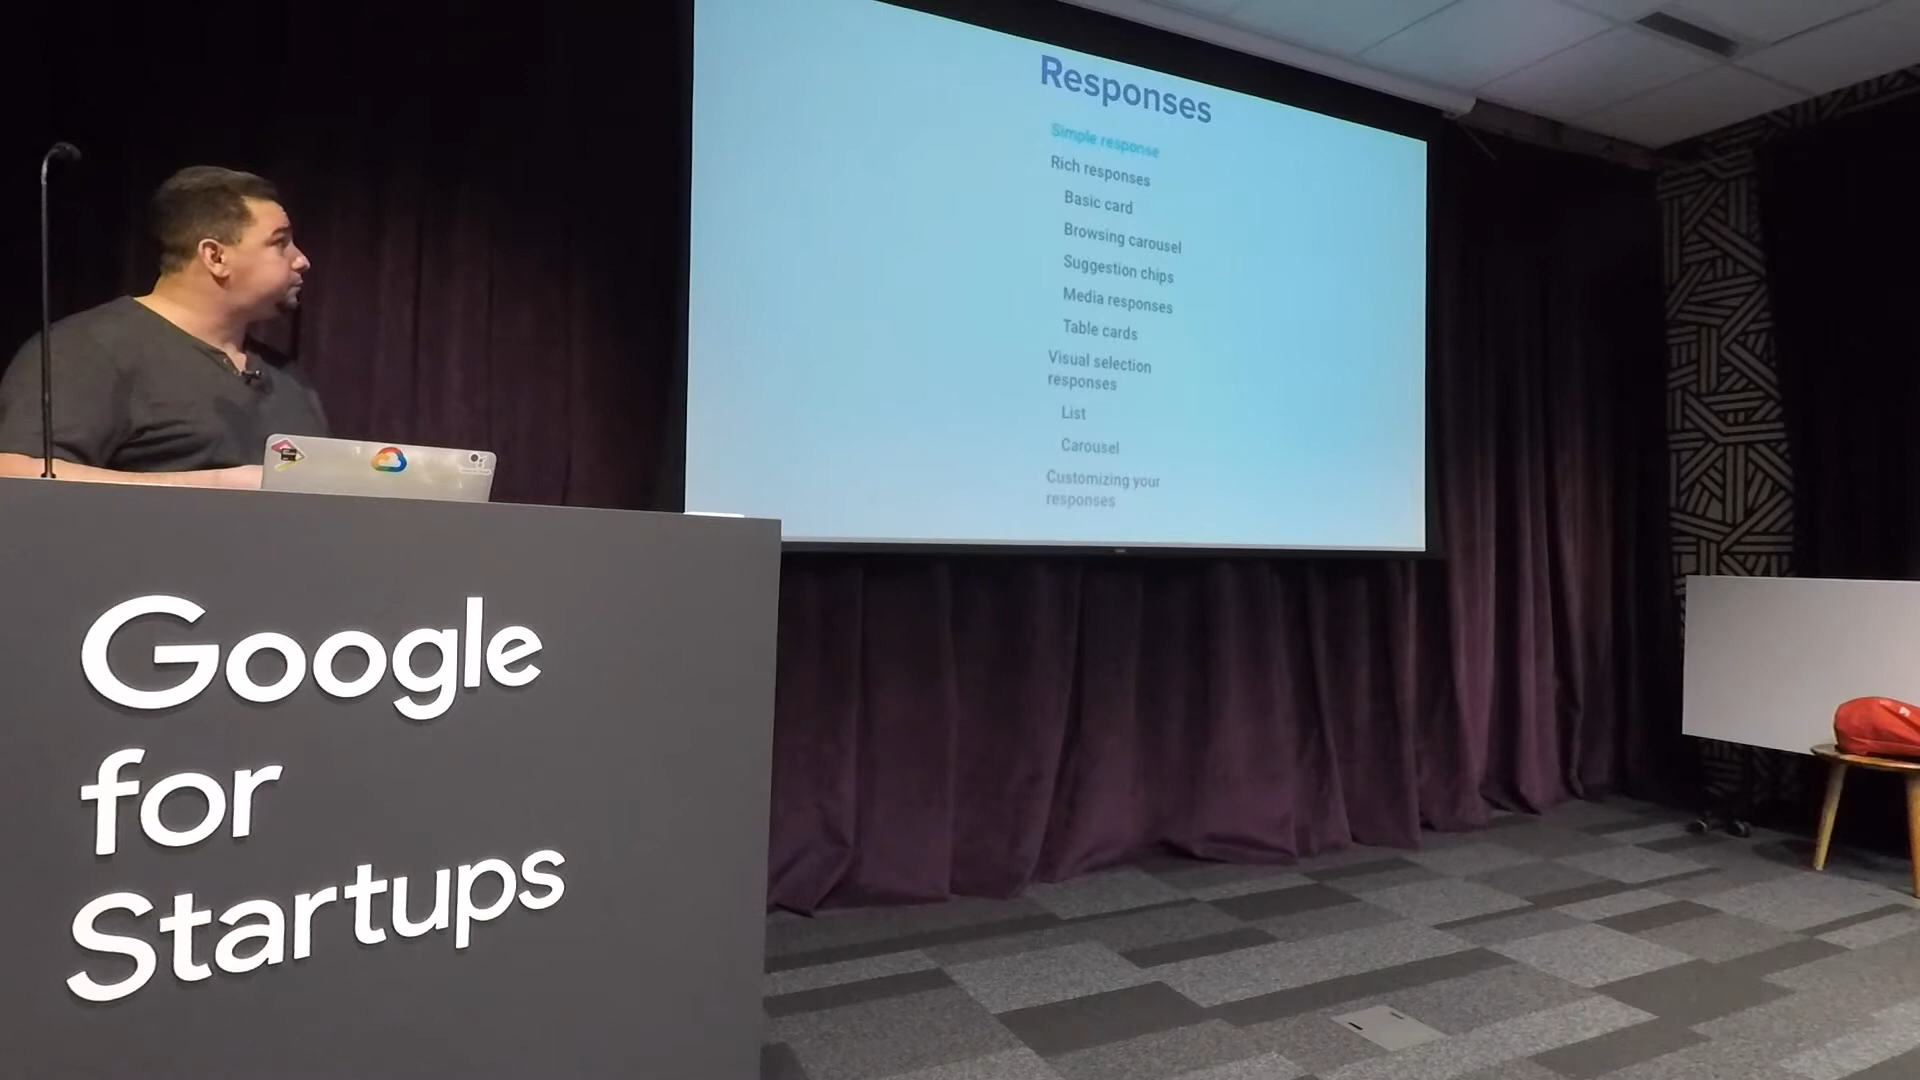 Responses
Simple response
Rich responses
Basic card
Browsing carousel
Suggestion chips
Media responses
Table cards
Visual selection
responses
List
Carousel
Customizing your
responses
Google
for
Startups